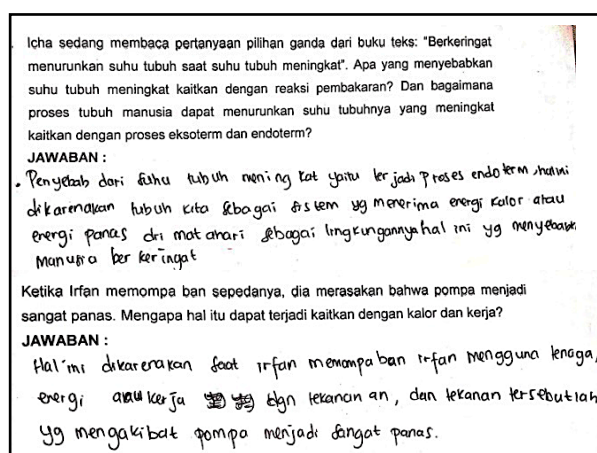 Icha sedang membaca pertanyaan pilihan ganda dari buku teks: "Berkeringat
menurunkan suhu tubuh saat suhu tubuh meningkat". Apa yang menyebabkan
suhu tubuh meningkat kaitkan dengan reaksi pembakaran? Dan bagaimana
proses tubuh manusia dapat menurunkan suhu tubuhnya yang meningkat
kaitkan dengan proses eksoterm dan endoterm?
JAWABAN :
• Penyebab dari suhu tubuh meningkat yaitu terjadi proses endoterm, hal ini
dikarenakan tubuh kita sebagai sistem yg menerima energi kalor atau
energi panas dri matahari sebagai lingkungannya hal ini yg menyebabkn
manusia berkeringat
Ketika Irfan memompa ban sepedanya, dia merasakan bahwa pompa menjadi
sangat panas. Mengapa hal itu dapat terjadi kaitkan dengan kalor dan kerja?
JAWABAN :
Hal ini dikarenakan saat irfan memompa ban irfan mengguna tenaga,
energi atau kerja dgn tekanan an, dan tekanan tersebutlah
yg mengakibat pompa menjadi sangat panas.